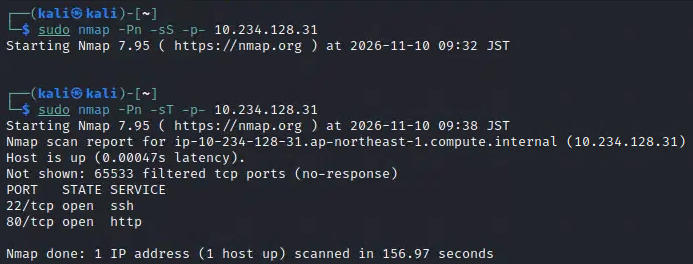 ┌──(kali㉿kali)-[~]
└─$ sudo nmap -Pn -sS -p- 10.234.128.31
Starting Nmap 7.95 ( https://nmap.org ) at 2026-11-10 09:32 JST
┌──(kali㉿kali)-[~]
└─$ sudo nmap -Pn -sT -p- 10.234.128.31
Starting Nmap 7.95 ( https://nmap.org ) at 2026-11-10 09:38 JST
Nmap scan report for ip-10-234-128-31.ap-northeast-1.compute.internal (10.234.128.31)
Host is up (0.00047s latency).
Not shown: 65533 filtered tcp ports (no-response)
PORT   STATE SERVICE
22/tcp open  ssh
80/tcp open  http
Nmap done: 1 IP address (1 host up) scanned in 156.97 seconds